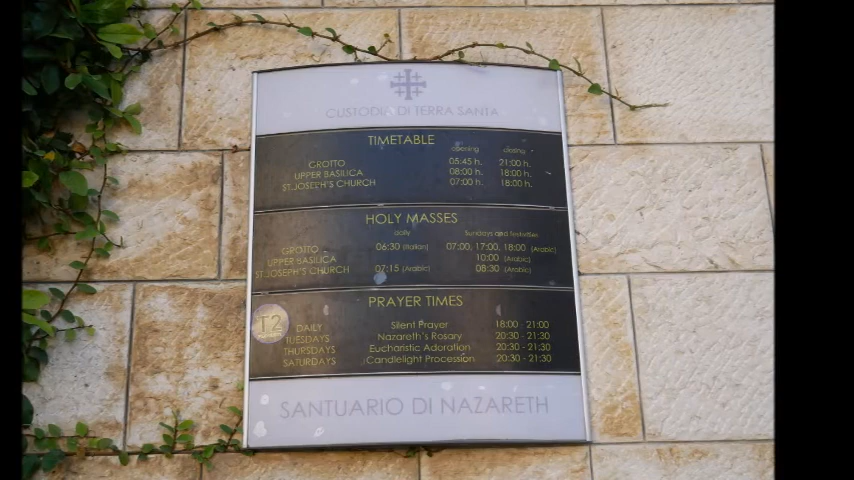 CUSTODIA DI TERRA SANTA
TIMETABLE
opening closing
GROTTO 05:45 h. 21:00 h.
UPPER BASILICA 08:00 h. 18:00 h.
ST.JOSEPH'S CHURCH 07:00 h. 18:00 h.
HOLY MASSES
daily Sundays and festivities
GROTTO 06:30 (Italian) 07:00, 17:00, 18:00 (Arabic)
UPPER BASILICA 10:00 (Arabic)
ST.JOSEPH'S CHURCH 07:15 (Arabic) 08:30 (Arabic)
PRAYER TIMES
T2
DAILY Silent Prayer 18:00 - 21:00
TUESDAYS Nazareth's Rosary 20:30 - 21:30
THURSDAYS Eucharistic Adoration 20:30 - 21:30
SATURDAYS Candlelight Procession 20:30 - 21:30
SANTUARIO DI NAZARETH